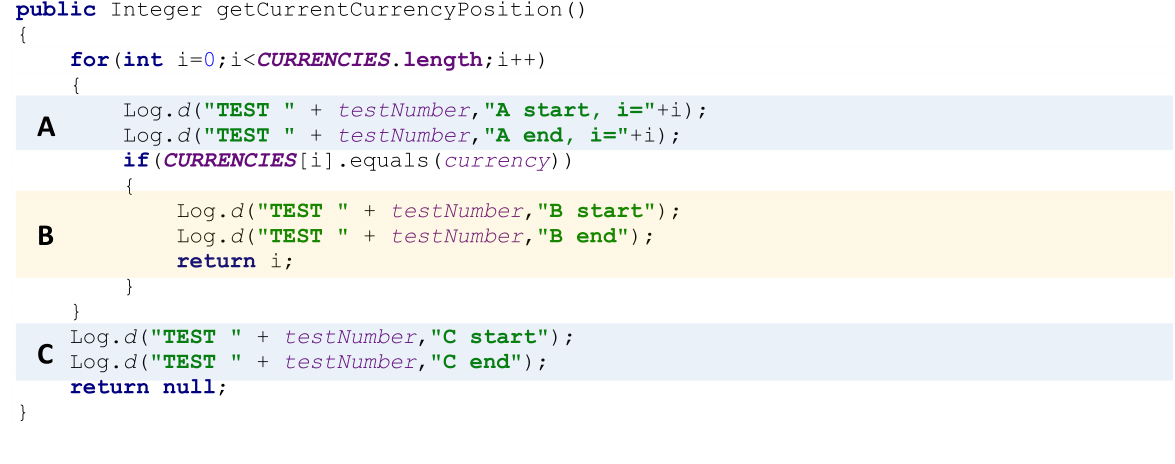 public Integer getCurrentCurrencyPosition()
{
    for(int i=0;i<CURRENCIES.length;i++)
    {
A        Log.d("TEST " + testNumber,"A start, i="+i);
        Log.d("TEST " + testNumber,"A end, i="+i);
        if(CURRENCIES[i].equals(currency))
        {
            Log.d("TEST " + testNumber,"B start");
B            Log.d("TEST " + testNumber,"B end");
            return i;
        }
    }
    Log.d("TEST " + testNumber,"C start");
C    Log.d("TEST " + testNumber,"C end");
    return null;
}